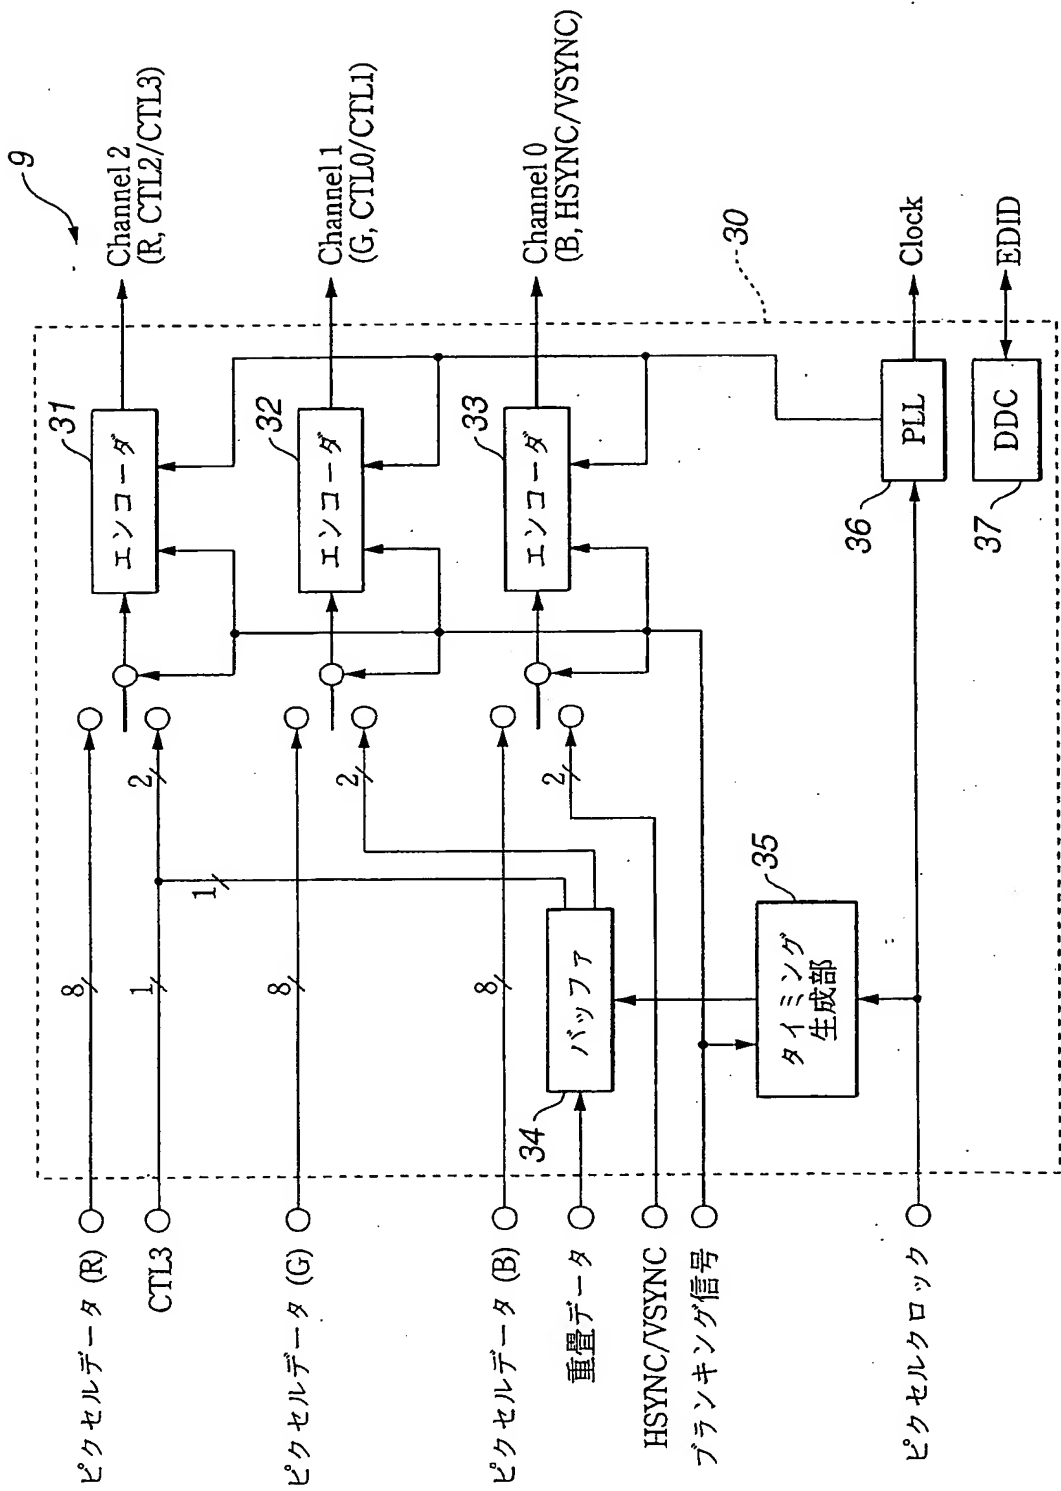 9
ピクセルデータ (R)
8
31
エンコーダ
Channel 2
(R, CTL2/CTL3)
CTL3
1
2
1
ピクセルデータ (G)
8
32
エンコーダ
Channel 1
(G, CTL0/CTL1)
2
ピクセルデータ (B)
8
33
エンコーダ
Channel 0
(B, HSYNC/VSYNC)
2
重畳データ
34
バッファ
HSYNC/VSYNC
ブランキング信号
35
タイミング
生成部
30
ピクセルクロック
36
PLL
Clock
37
DDC
EDID